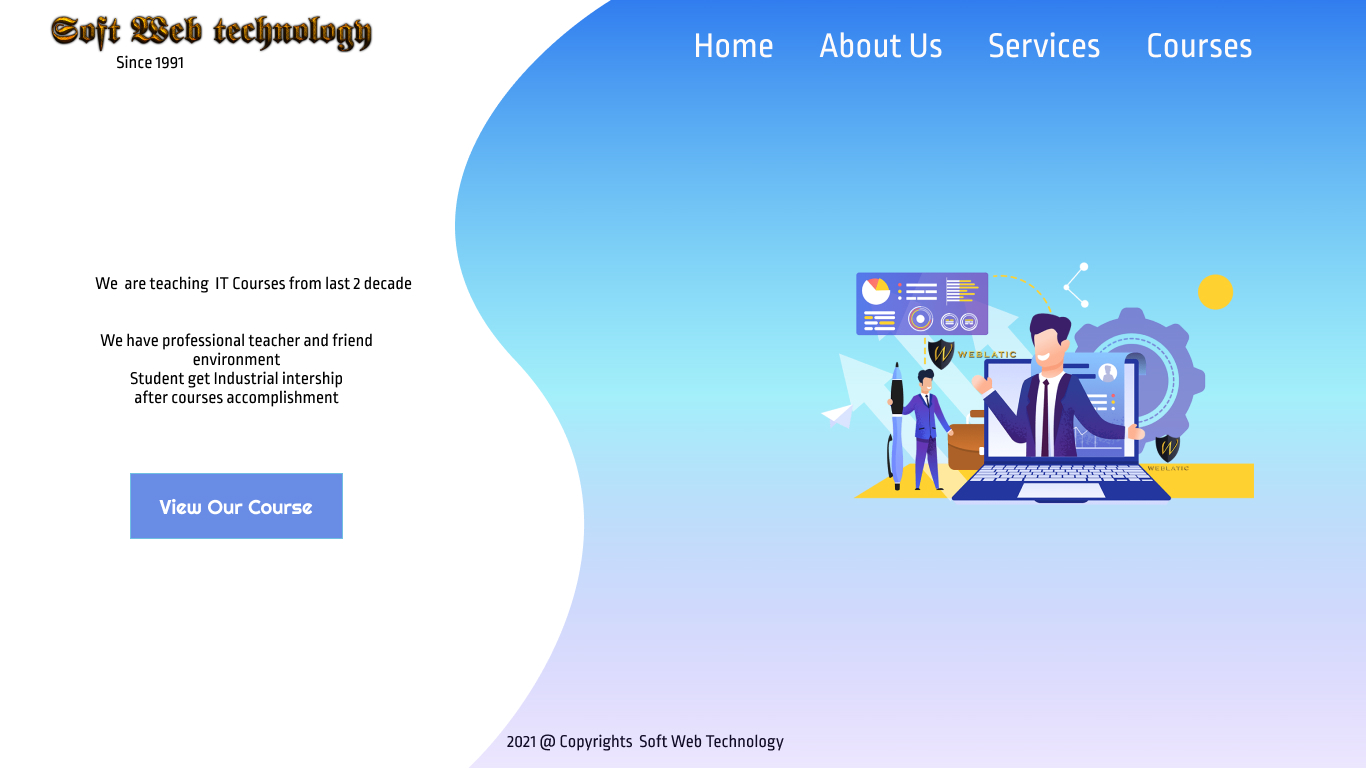 Soft Web technology
Since 1991
Home About Us Services Courses
We are teaching IT Courses from last 2 decade
We have professional teacher and friend
environment
Student get Industrial intership
after courses accomplishment
View Our Course
WEBLATIC
WEBLATIC
2021 @ Copyrights Soft Web Technology